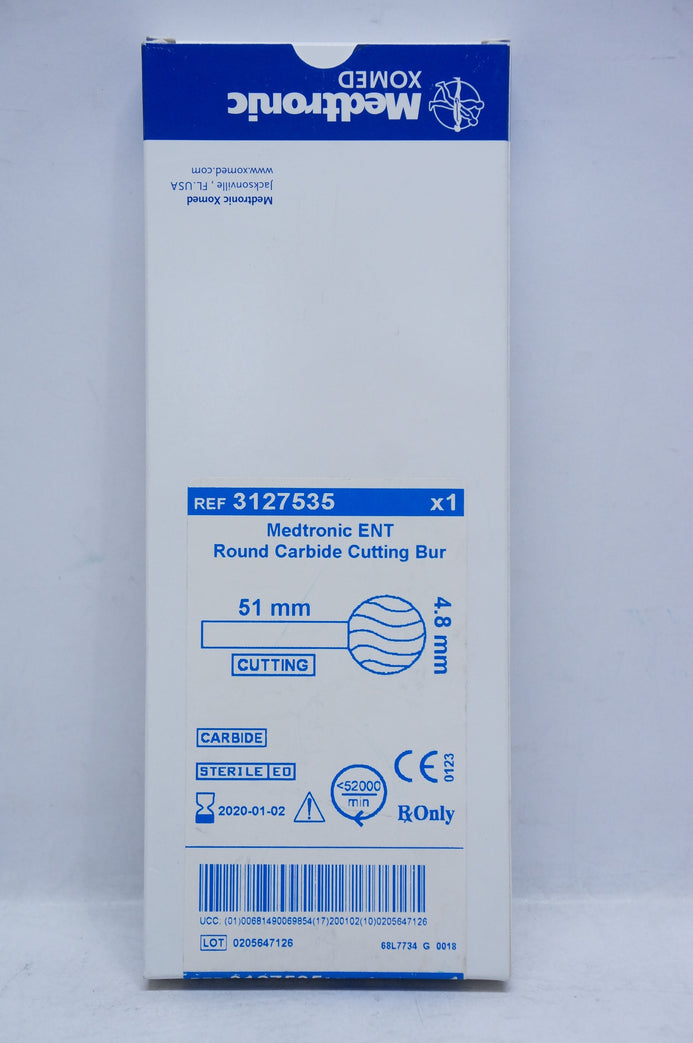 Medtronic
XOMED
Medtronic Xomed
Jacksonville , FL.USA
www.xomed.com
REF 3127535 x1
Medtronic ENT
Round Carbide Cutting Bur
51 mm
4.8 mm
CUTTING
CARBIDE
STERILE EO
<52000
min
CE 0123
2020-01-02
RxOnly
UCC: (01)00681490069854(17)200102(10)0205647126
LOT 0205647126
68L7734 G 0018